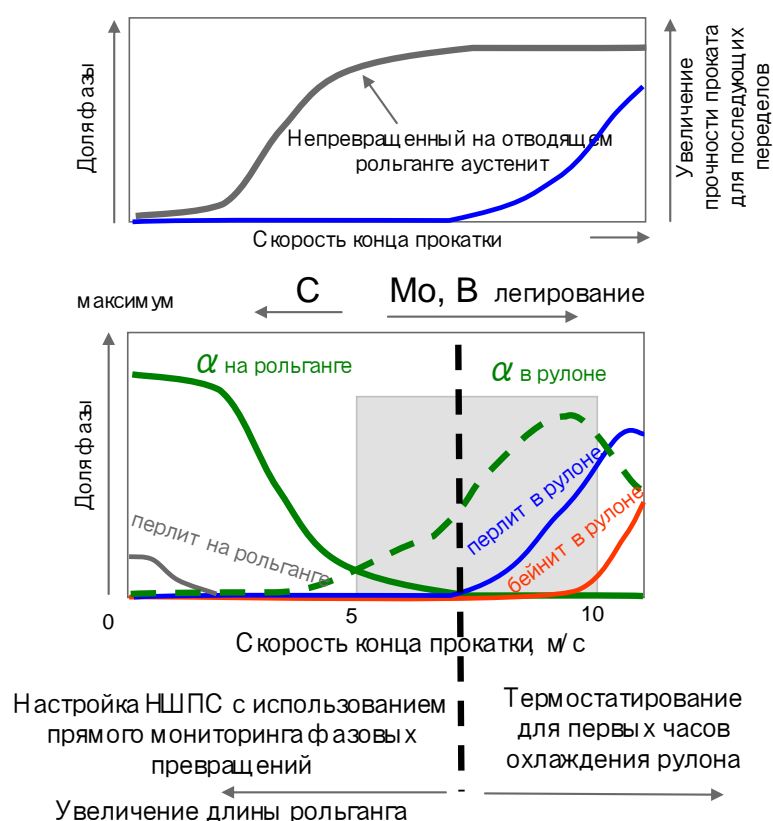 Доля фазы
Непревращенный на отводящем
рольганге аустенит
Увеличение
прочности проката
для последующих
переделов
Скорость конца прокатки
максимум
C
Mo, B легирование
Доля фазы
α на рольганге
α в рулоне
перлит на рольганге
перлит в рулоне
бейнит в рулоне
0
5
10
Скорость конца прокатки, м/с
Настройка НШПС с использованием
прямого мониторинга фазовых
превращений
Термостатирование
для первых часов
охлаждения рулона
Увеличение длины рольганга